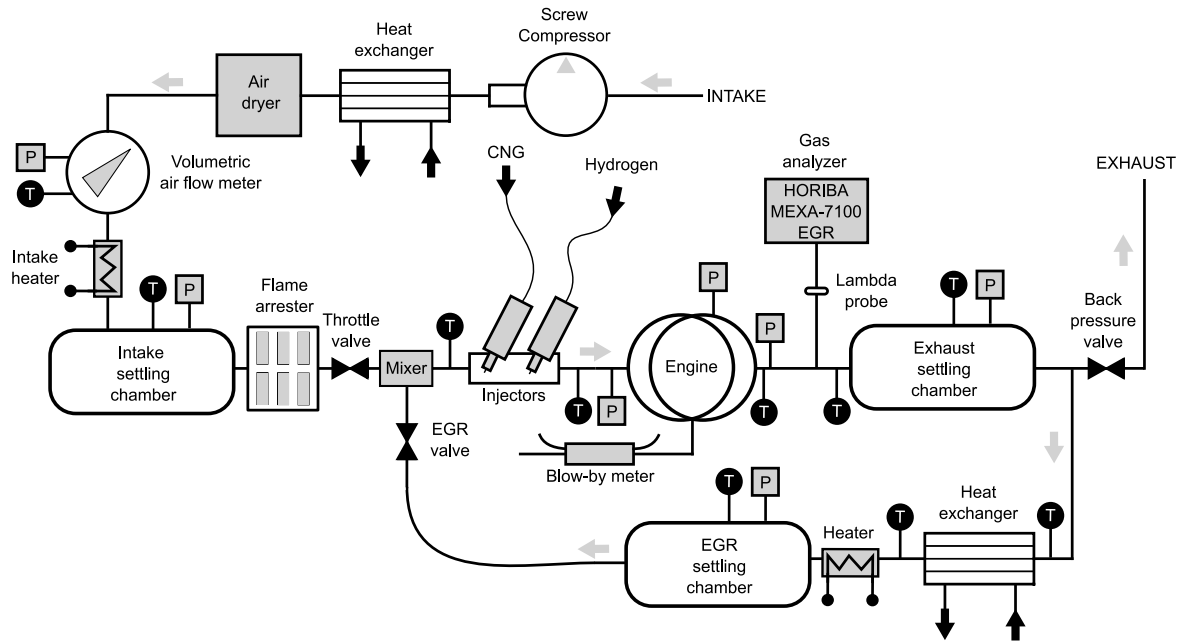 Screw
Compressor
Heat
exchanger
Air
dryer
INTAKE
P
T
Volumetric
air flow meter
CNG
Hydrogen
Gas
analyzer
HORIBA
MEXA-7100
EGR
EXHAUST
Intake
heater
T
P
Flame
arrester
Throttle
valve
Lambda
probe
P
T
P
Back
pressure
valve
Intake
settling
chamber
Mixer
T
Injectors
T
P
Engine
P
T
T
Exhaust
settling
chamber
EGR
valve
Blow-by meter
T
P
EGR
settling
chamber
Heater
T
Heat
exchanger
T